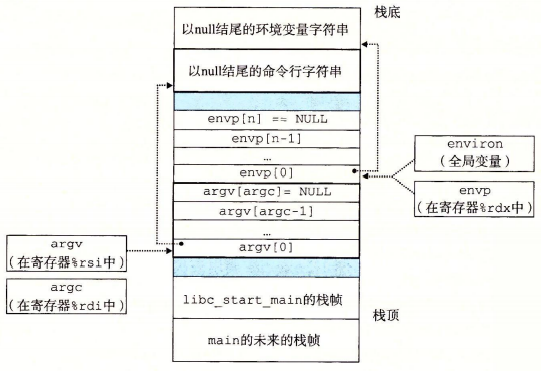 栈底
以null结尾的环境变量字符串
以null结尾的命令行字符串
envp[n] == NULL
envp[n-1]
…
envp[0]
argv[argc]= NULL
argv[argc-1]
…
argv[0]
libc_start_main的栈帧
栈顶
main的未来的栈帧
environ
(全局变量)
envp
(在寄存器%rdx中)
argv
(在寄存器%rsi中)
argc
(在寄存器%rdi中)